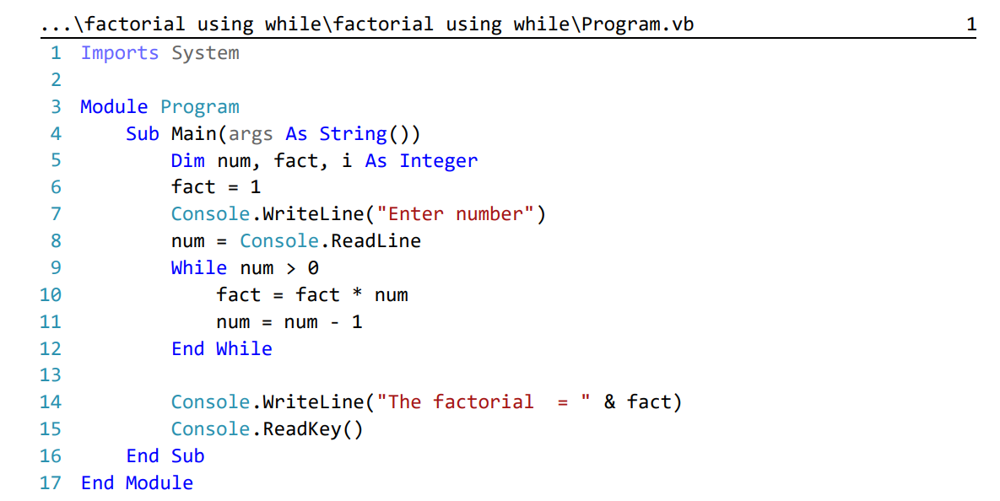 ...\factorial using while\factorial using while\Program.vb 1
1 Imports System
2
3 Module Program
4     Sub Main(args As String())
5         Dim num, fact, i As Integer
6         fact = 1
7         Console.WriteLine("Enter number")
8         num = Console.ReadLine
9         While num > 0
10             fact = fact * num
11             num = num - 1
12         End While
13
14         Console.WriteLine("The factorial  = " & fact)
15         Console.ReadKey()
16     End Sub
17 End Module